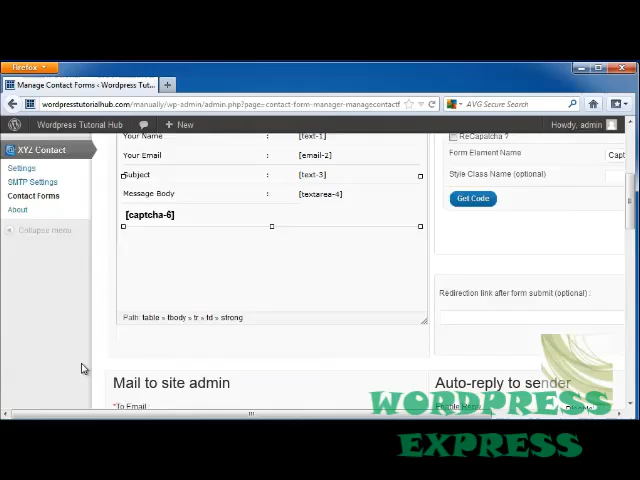 Firefox
Manage Contact Forms ‹ Wordpress Tut...
wordpresstutorialhub.com/manually/wp-admin/admin.php?page=contact-form-manager-managecontactf
AVG Secure Search
Wordpress Tutorial Hub
+ New
Howdy, admin
XYZ Contact
Settings
SMTP Settings
Contact Forms
About
Collapse menu
Your Name : [text-1]
Your Email : [email-2]
Subject : [text-3]
Message Body : [textarea-4]
[captcha-6]
Path: table » tbody » tr » td » strong
ReCaptcha ?
Form Element Name
Capt
Style Class Name (optional)
Get Code
Redirection link after form submit (optional) :
Mail to site admin
*To Email
Auto-reply to sender
Enable Reply
Disable
WORDPRESS
EXPRESS